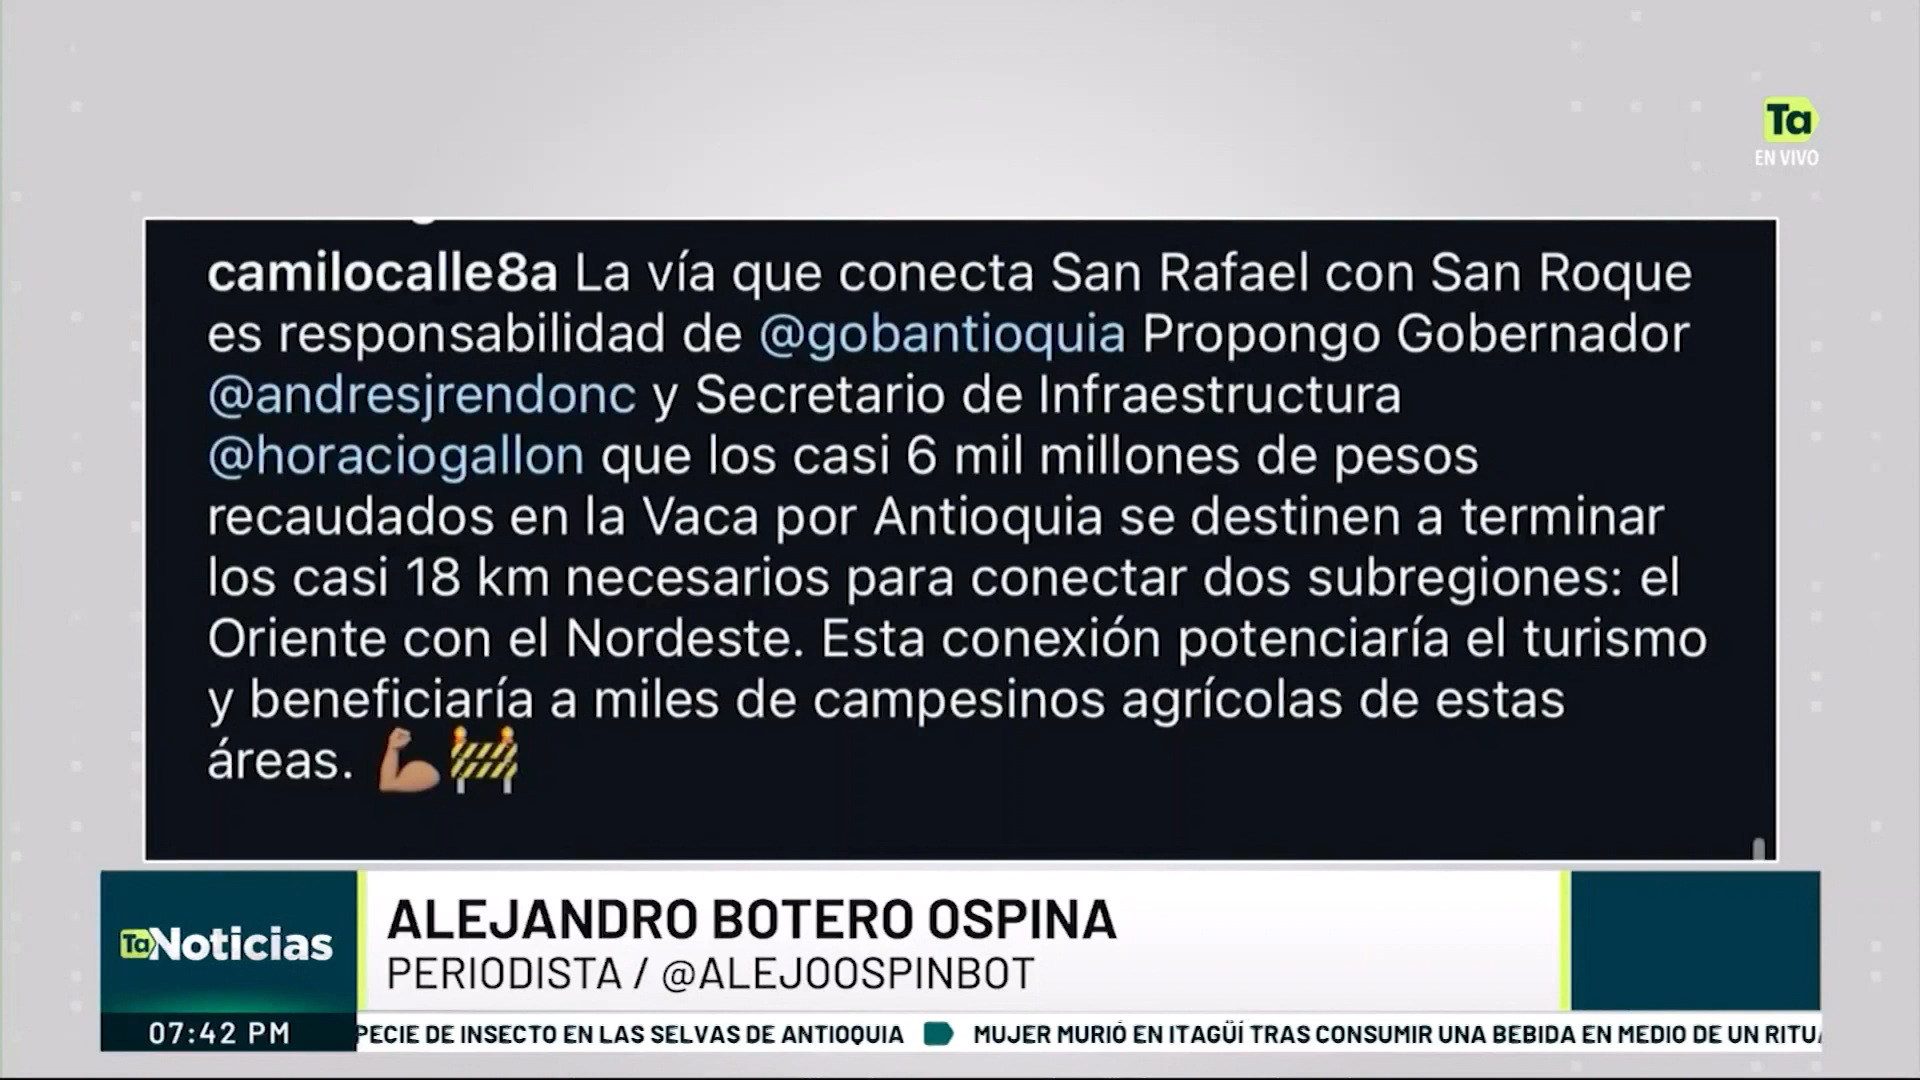 Ta
EN VIVO
camilocalle8a La vía que conecta San Rafael con San Roque
es responsabilidad de @gobantioquia Propongo Gobernador
@andresjrendonc y Secretario de Infraestructura
@horaciogallon que los casi 6 mil millones de pesos
recaudados en la Vaca por Antioquia se destinen a terminar
los casi 18 km necesarios para conectar dos subregiones: el
Oriente con el Nordeste. Esta conexión potenciaría el turismo
y beneficiaría a miles de campesinos agrícolas de estas
áreas. 💪🏽🚧
ALEJANDRO BOTERO OSPINA
Ta Noticias
PERIODISTA / @ALEJOOSPINBOT
07:42 PM
PECIE DE INSECTO EN LAS SELVAS DE ANTIOQUIA MUJER MURIÓ EN ITAGÜÍ TRAS CONSUMIR UNA BEBIDA EN MEDIO DE UN RITU